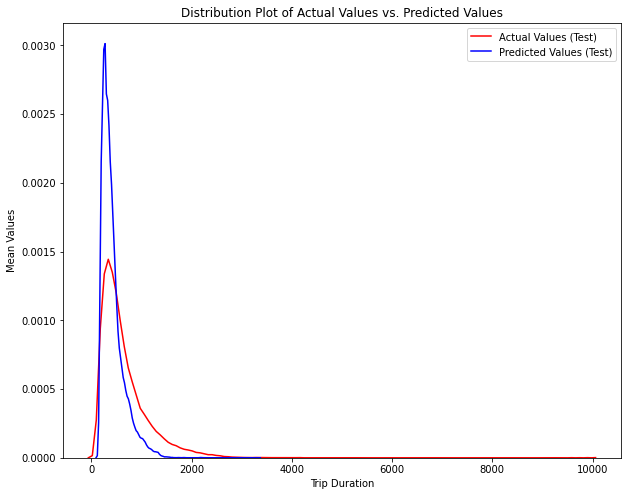 Distribution Plot of Actual Values vs. Predicted Values
Actual Values (Test)
Predicted Values (Test)
0.0030
0.0025
0.0020
0.0015
0.0010
0.0005
0.0000
Mean Values
0 2000 4000 6000 8000 10000
Trip Duration